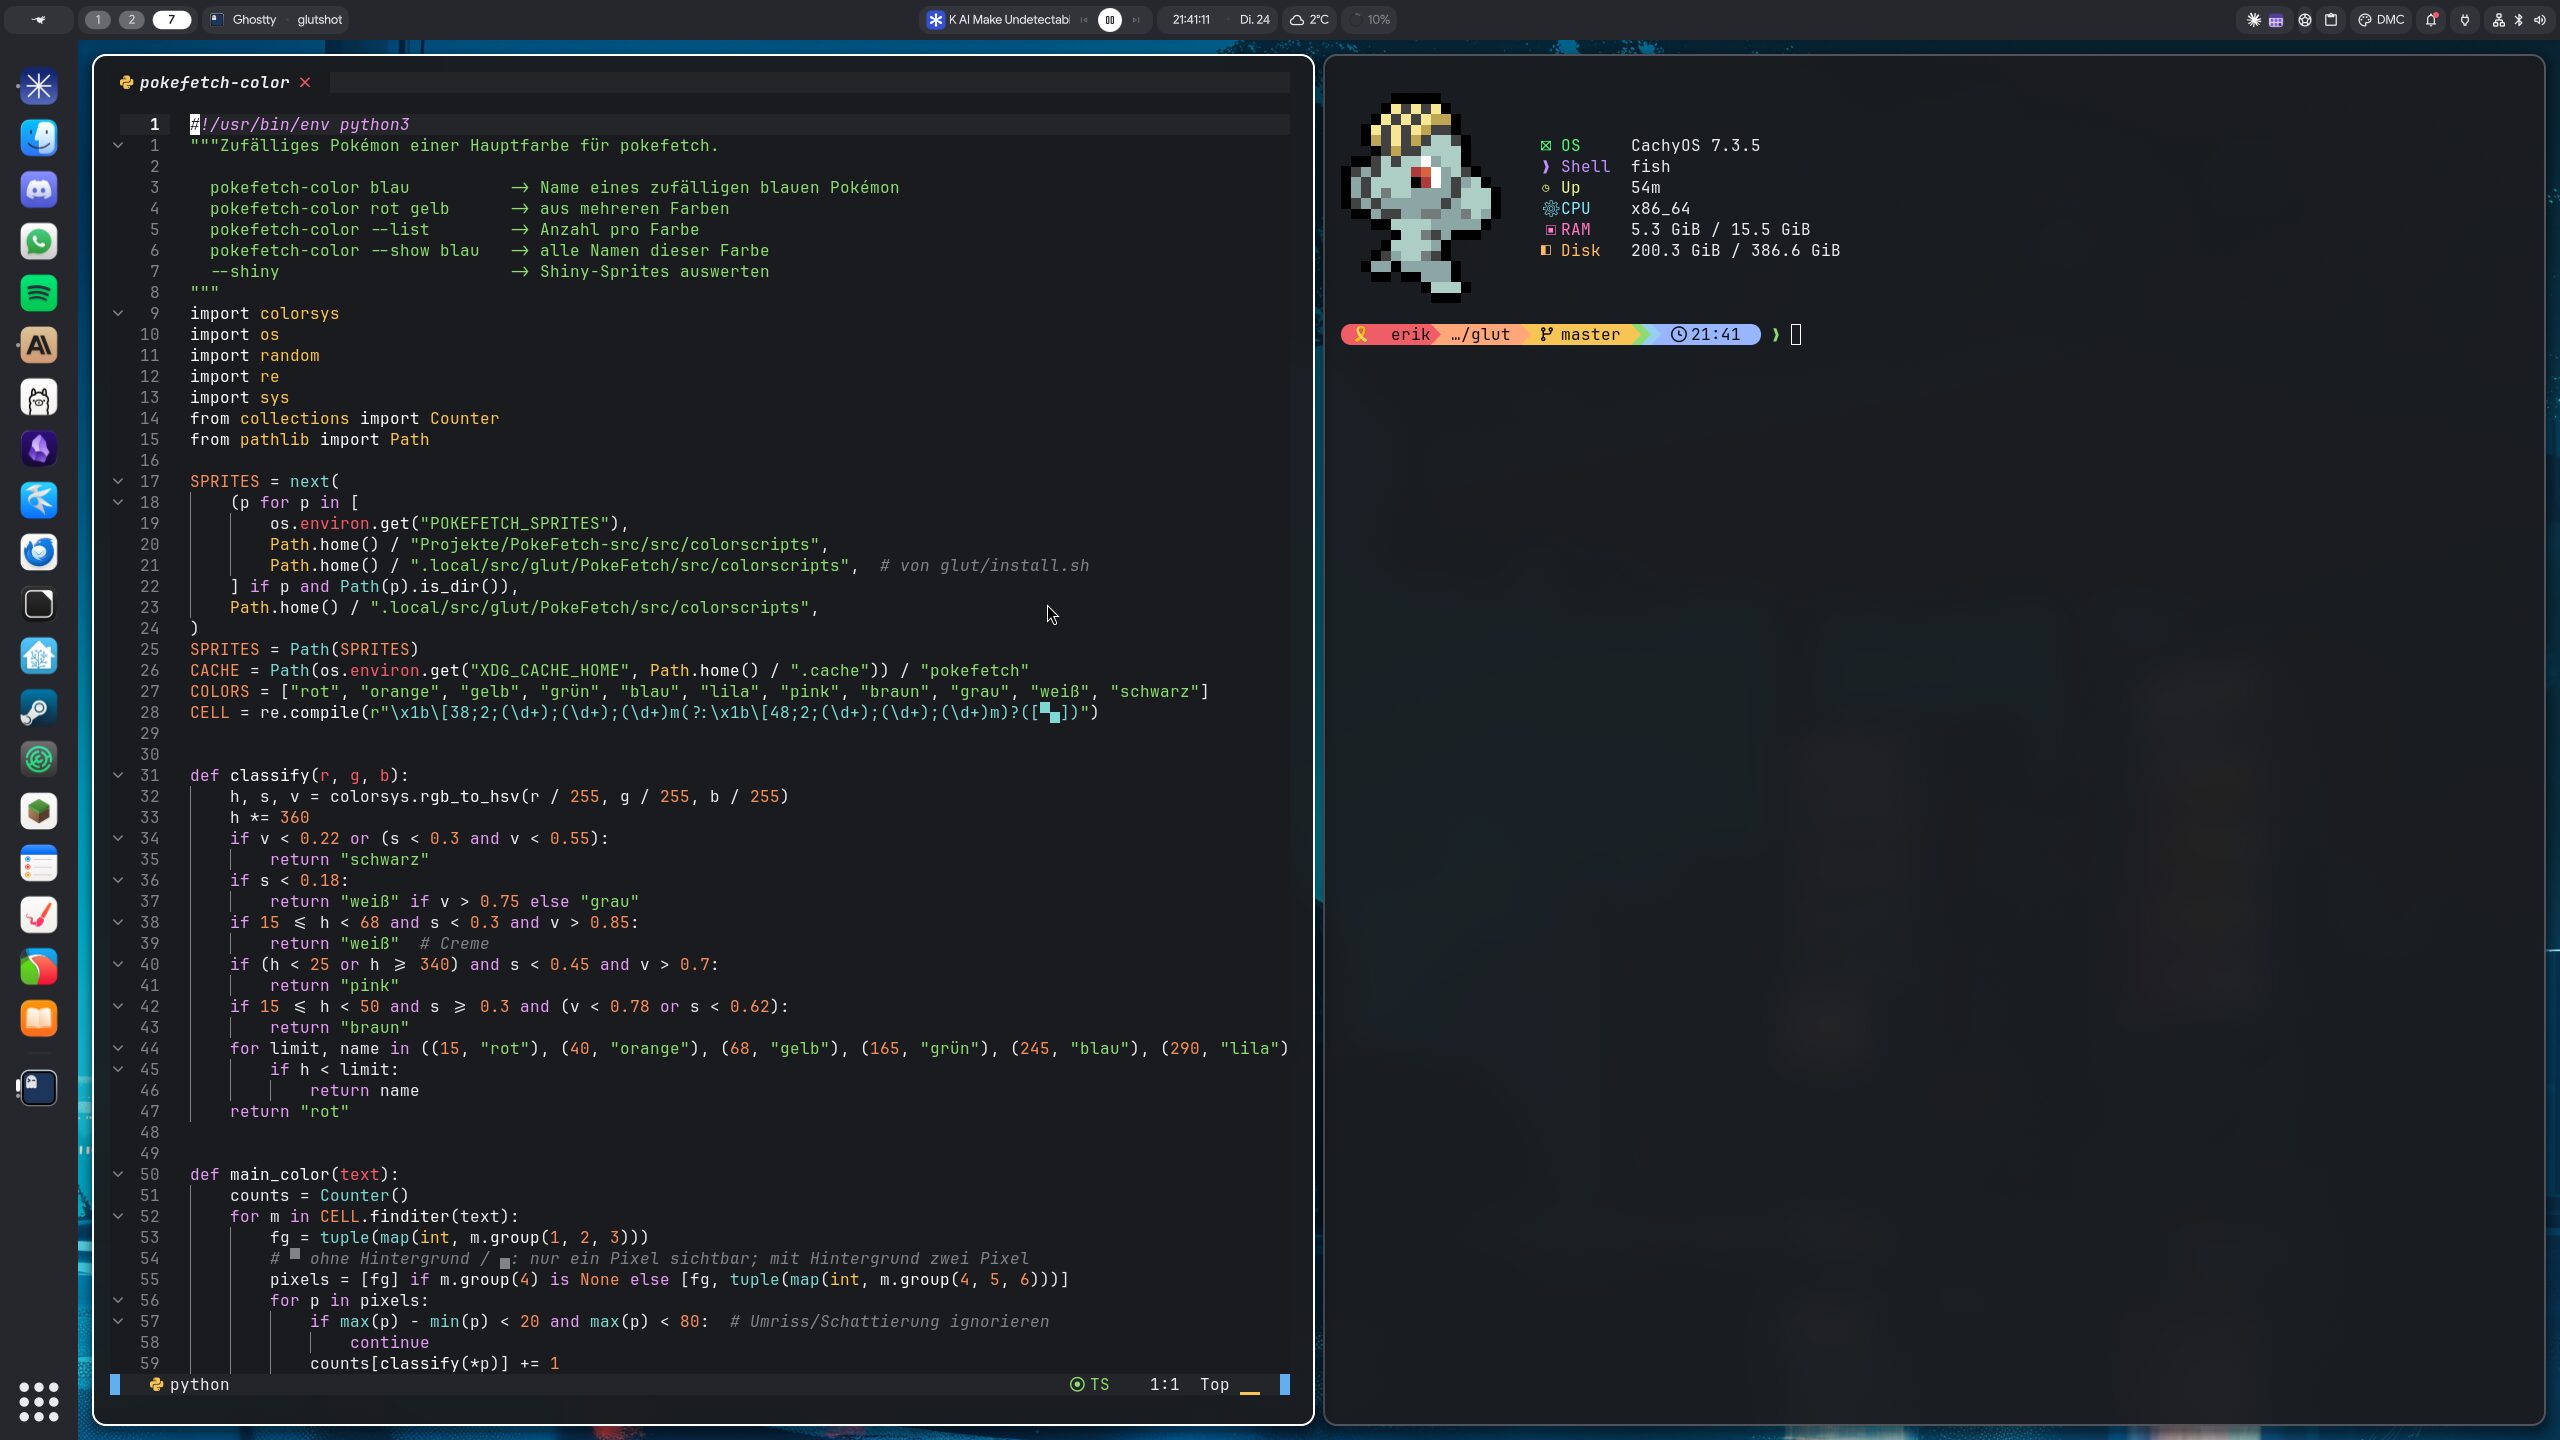 1 2 7 Ghostty glutshot
K AI Make Undetectabl 21:41:11 Di. 24 2°C 10%
DMC
pokefetch-color
1 #!/usr/bin/env python3
1 """Zufälliges Pokémon einer Hauptfarbe für pokefetch.
2
3 pokefetch-color blau -> Name eines zufälligen blauen Pokémon
4 pokefetch-color rot gelb -> aus mehreren Farben
5 pokefetch-color --list -> Anzahl pro Farbe
6 pokefetch-color --show blau -> alle Namen dieser Farbe
7 --shiny -> Shiny-Sprites auswerten
8 """
9 import colorsys
10 import os
11 import random
12 import re
13 import sys
14 from collections import Counter
15 from pathlib import Path
16
17 SPRITES = next(
18 (p for p in [
19 os.environ.get("POKEFETCH_SPRITES"),
20 Path.home() / "Projekte/PokeFetch-src/src/colorscripts",
21 Path.home() / ".local/src/glut/PokeFetch/src/colorscripts", # von glut/install.sh
22 ] if p and Path(p).is_dir()),
23 Path.home() / ".local/src/glut/PokeFetch/src/colorscripts",
24 )
25 SPRITES = Path(SPRITES)
26 CACHE = Path(os.environ.get("XDG_CACHE_HOME", Path.home() / ".cache")) / "pokefetch"
27 COLORS = ["rot", "orange", "gelb", "grün", "blau", "lila", "pink", "braun", "grau", "weiß", "schwarz"]
28 CELL = re.compile(r"\x1b\[38;2;(\d+);(\d+);(\d+)m(?:\x1b\[48;2;(\d+);(\d+);(\d+)m)?([▀▄])")
29
30
31 def classify(r, g, b):
32 h, s, v = colorsys.rgb_to_hsv(r / 255, g / 255, b / 255)
33 h *= 360
34 if v < 0.22 or (s < 0.3 and v < 0.55):
35 return "schwarz"
36 if s < 0.18:
37 return "weiß" if v > 0.75 else "grau"
38 if 15 <= h < 68 and s < 0.3 and v > 0.85:
39 return "weiß" # Creme
40 if (h < 25 or h >= 340) and s < 0.45 and v > 0.7:
41 return "pink"
42 if 15 <= h < 50 and s >= 0.3 and (v < 0.78 or s < 0.62):
43 return "braun"
44 for limit, name in ((15, "rot"), (40, "orange"), (68, "gelb"), (165, "grün"), (245, "blau"), (290, "lila")
45 if h < limit:
46 return name
47 return "rot"
48
49
50 def main_color(text):
51 counts = Counter()
52 for m in CELL.finditer(text):
53 fg = tuple(map(int, m.group(1, 2, 3)))
54 # ▀ ohne Hintergrund / ▄: nur ein Pixel sichtbar; mit Hintergrund zwei Pixel
55 pixels = [fg] if m.group(4) is None else [fg, tuple(map(int, m.group(4, 5, 6)))]
56 for p in pixels:
57 if max(p) - min(p) < 20 and max(p) < 80: # Umriss/Schattierung ignorieren
58 continue
59 counts[classify(*p)] += 1
python TS 1:1 Top
OS CachyOS 7.3.5
Shell fish
Up 54m
CPU x86_64
RAM 5.3 GiB / 15.5 GiB
Disk 200.3 GiB / 386.6 GiB
erik …/glut master 21:41